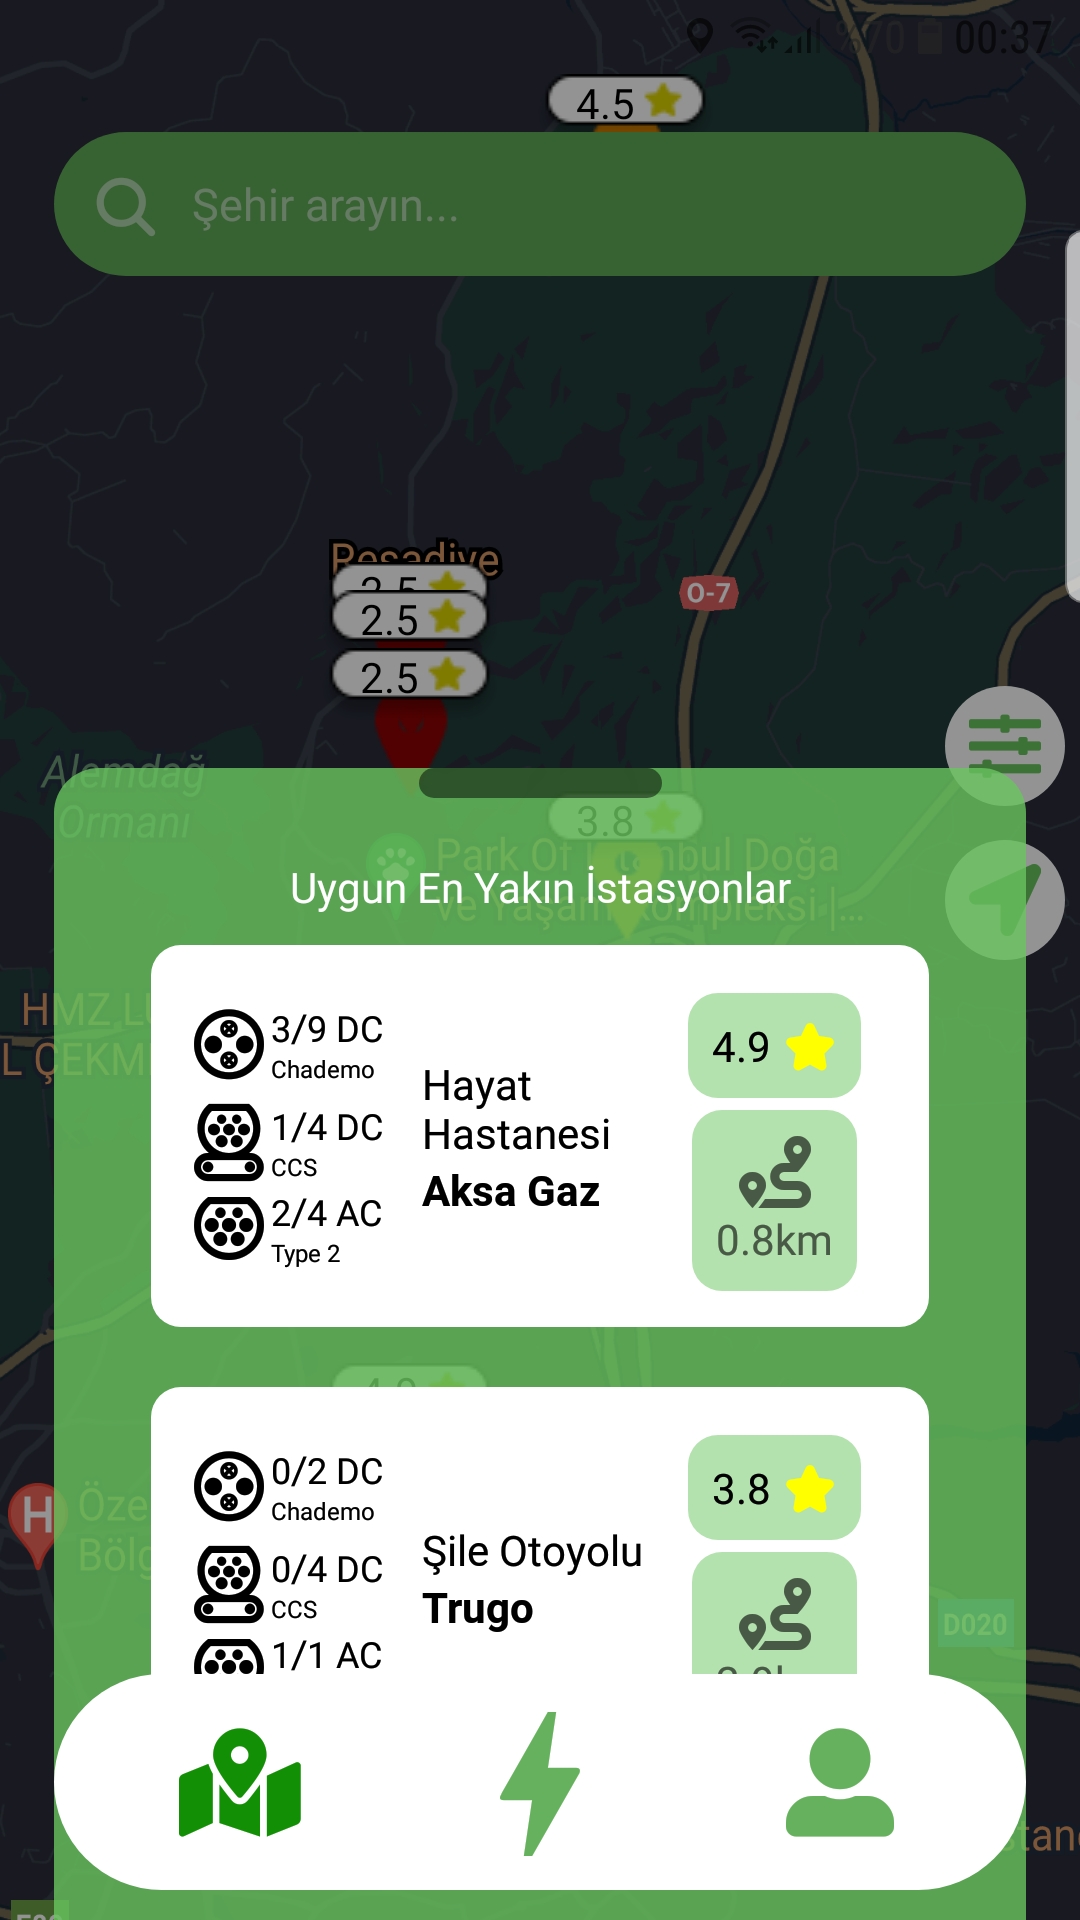 %70 00:37
4.5
Şehir arayın...
Reşadiye
2.5
2.5
2.5
O-7
Alemdağ
Ormanı
3.8
Park Of
Doğa
Ve Yaşam Kompleksi |...
Uygun En Yakın İstasyonlar
HMZ
L ÇEKM
3/9 DC
Chademo
1/4 DC
CCS
2/4 AC
Type 2
Hayat
Hastanesi
Aksa Gaz
4.9
0.8km
4.9
0/2 DC
Chademo
0/4 DC
CCS
1/1 AC
Şile Otoyolu
Trugo
3.8
H
Öze
Bölg
D020
stane